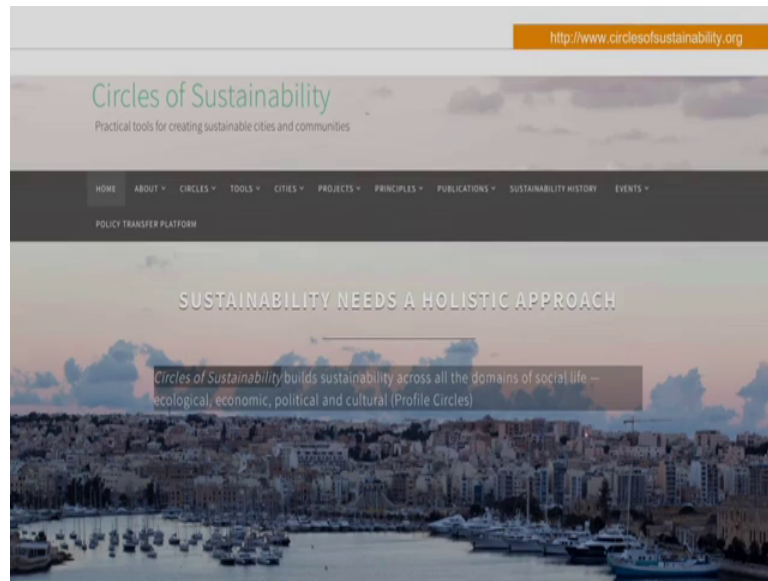 http://www.circlesofsustainability.org
Circles of Sustainability
Practical tools for creating sustainable cities and communities
HOME ABOUT CIRCLES TOOLS CITIES PROJECTS PRINCIPLES PUBLICATIONS SUSTAINABILITY HISTORY EVENTS
POLICY TRANSFER PLATFORM
SUSTAINABILITY NEEDS A HOLISTIC APPROACH
Circles of Sustainability builds sustainability across all the domains of social life —
ecological, economic, political and cultural (Profile Circles)